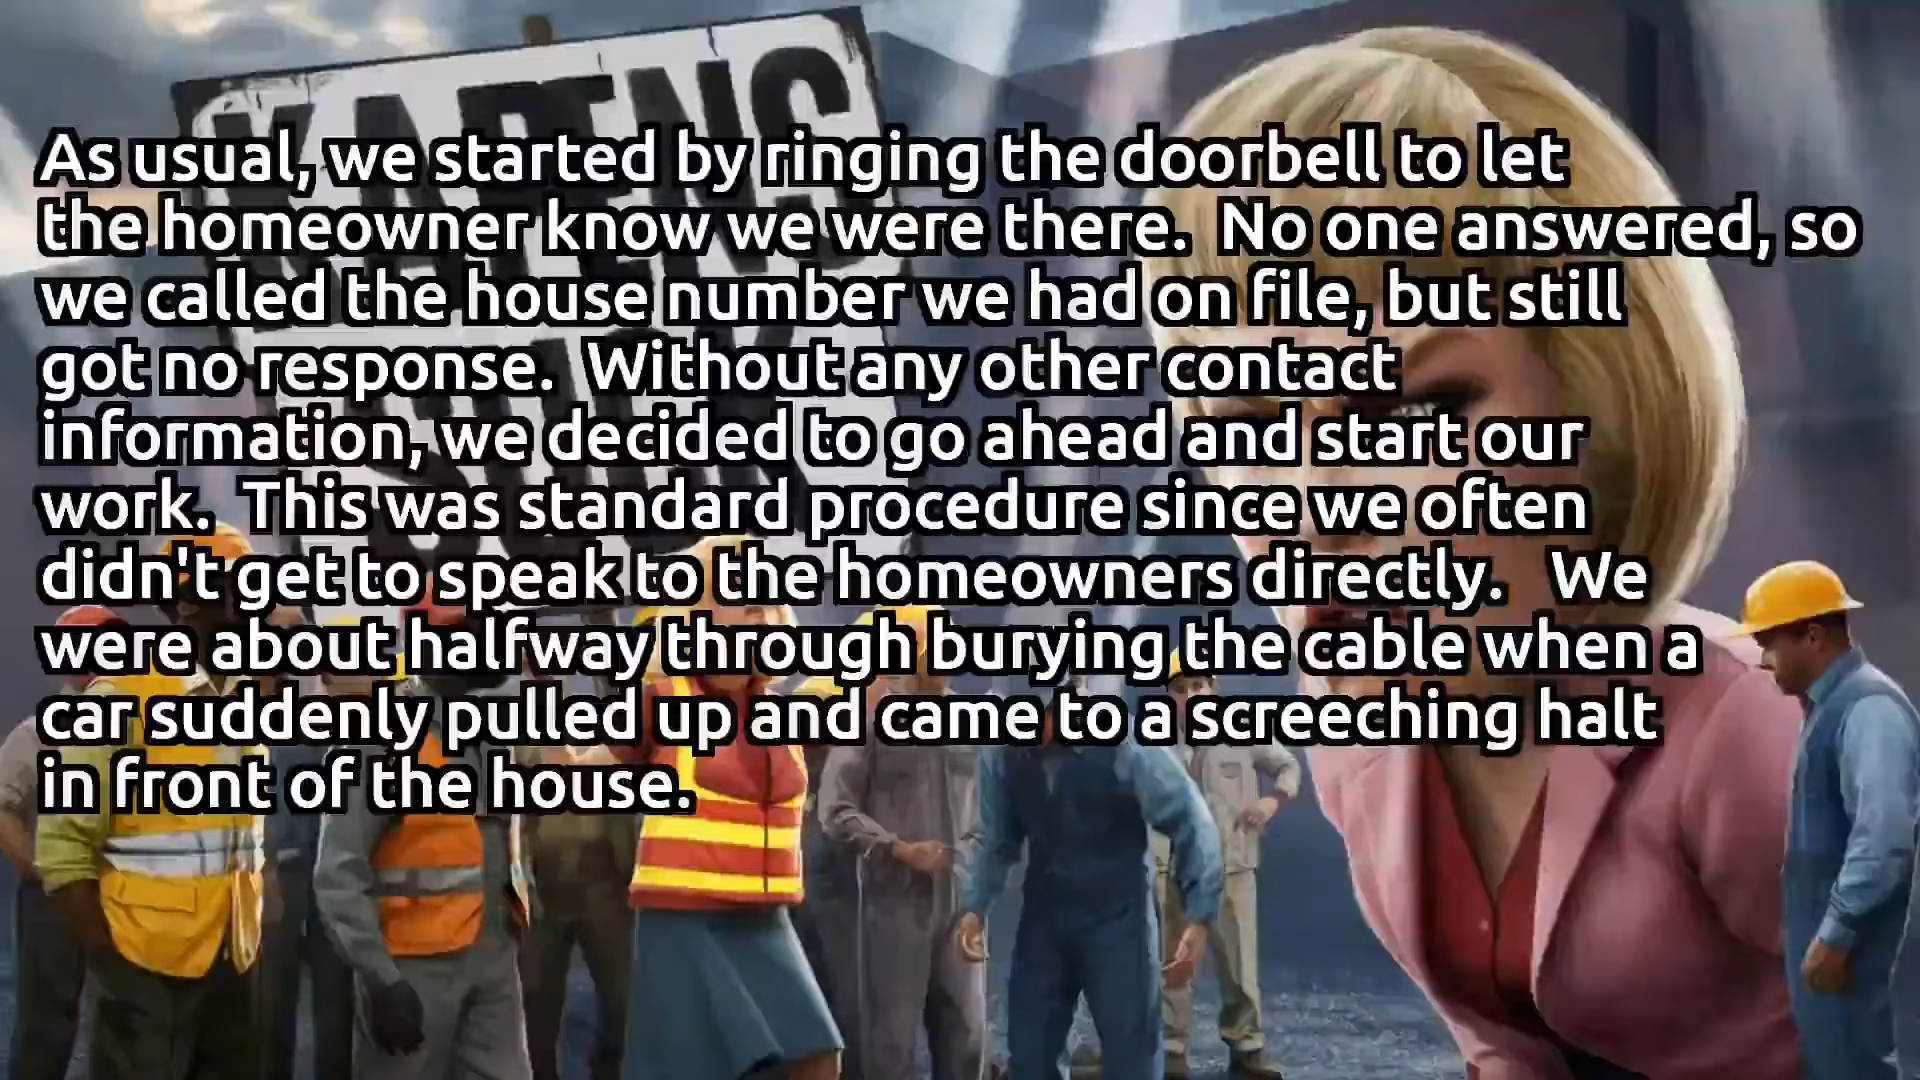 KARENS
SUCK
As usual, we started by ringing the doorbell to let
the homeowner know we were there.  No one answered, so
we called the house number we had on file, but still
got no response.  Without any other contact
information, we decided to go ahead and start our
work.  This was standard procedure since we often
didn't get to speak to the homeowners directly.   We
were about halfway through burying the cable when a
car suddenly pulled up and came to a screeching halt
in front of the house.